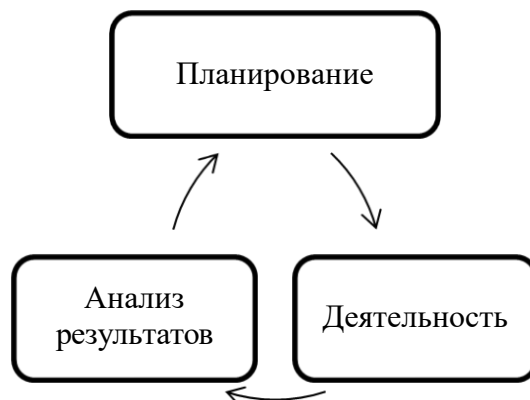 Планирование
Анализ
результатов
Деятельность